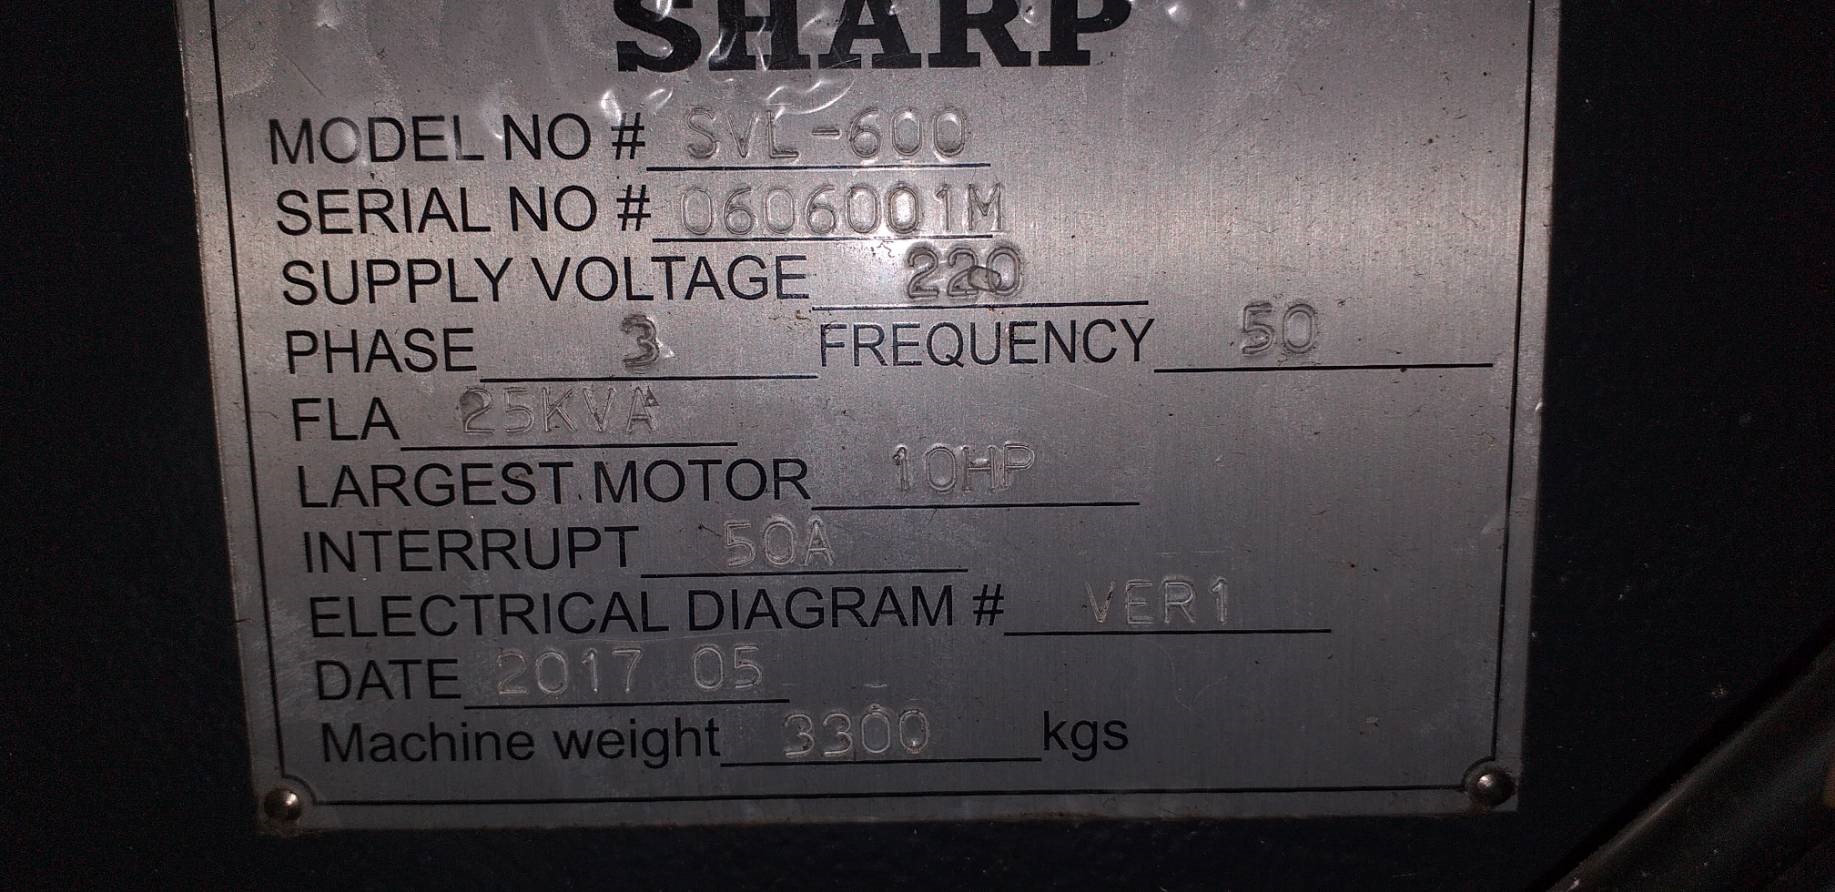 SHARP
MODEL NO # SVL-600
SERIAL NO # 0606001M
SUPPLY VOLTAGE 220
PHASE 3 FREQUENCY 50
FLA 25KVA
LARGEST MOTOR 10HP
INTERRUPT 50A
ELECTRICAL DIAGRAM # VER1
DATE 2017 05
Machine weight 3300 kgs